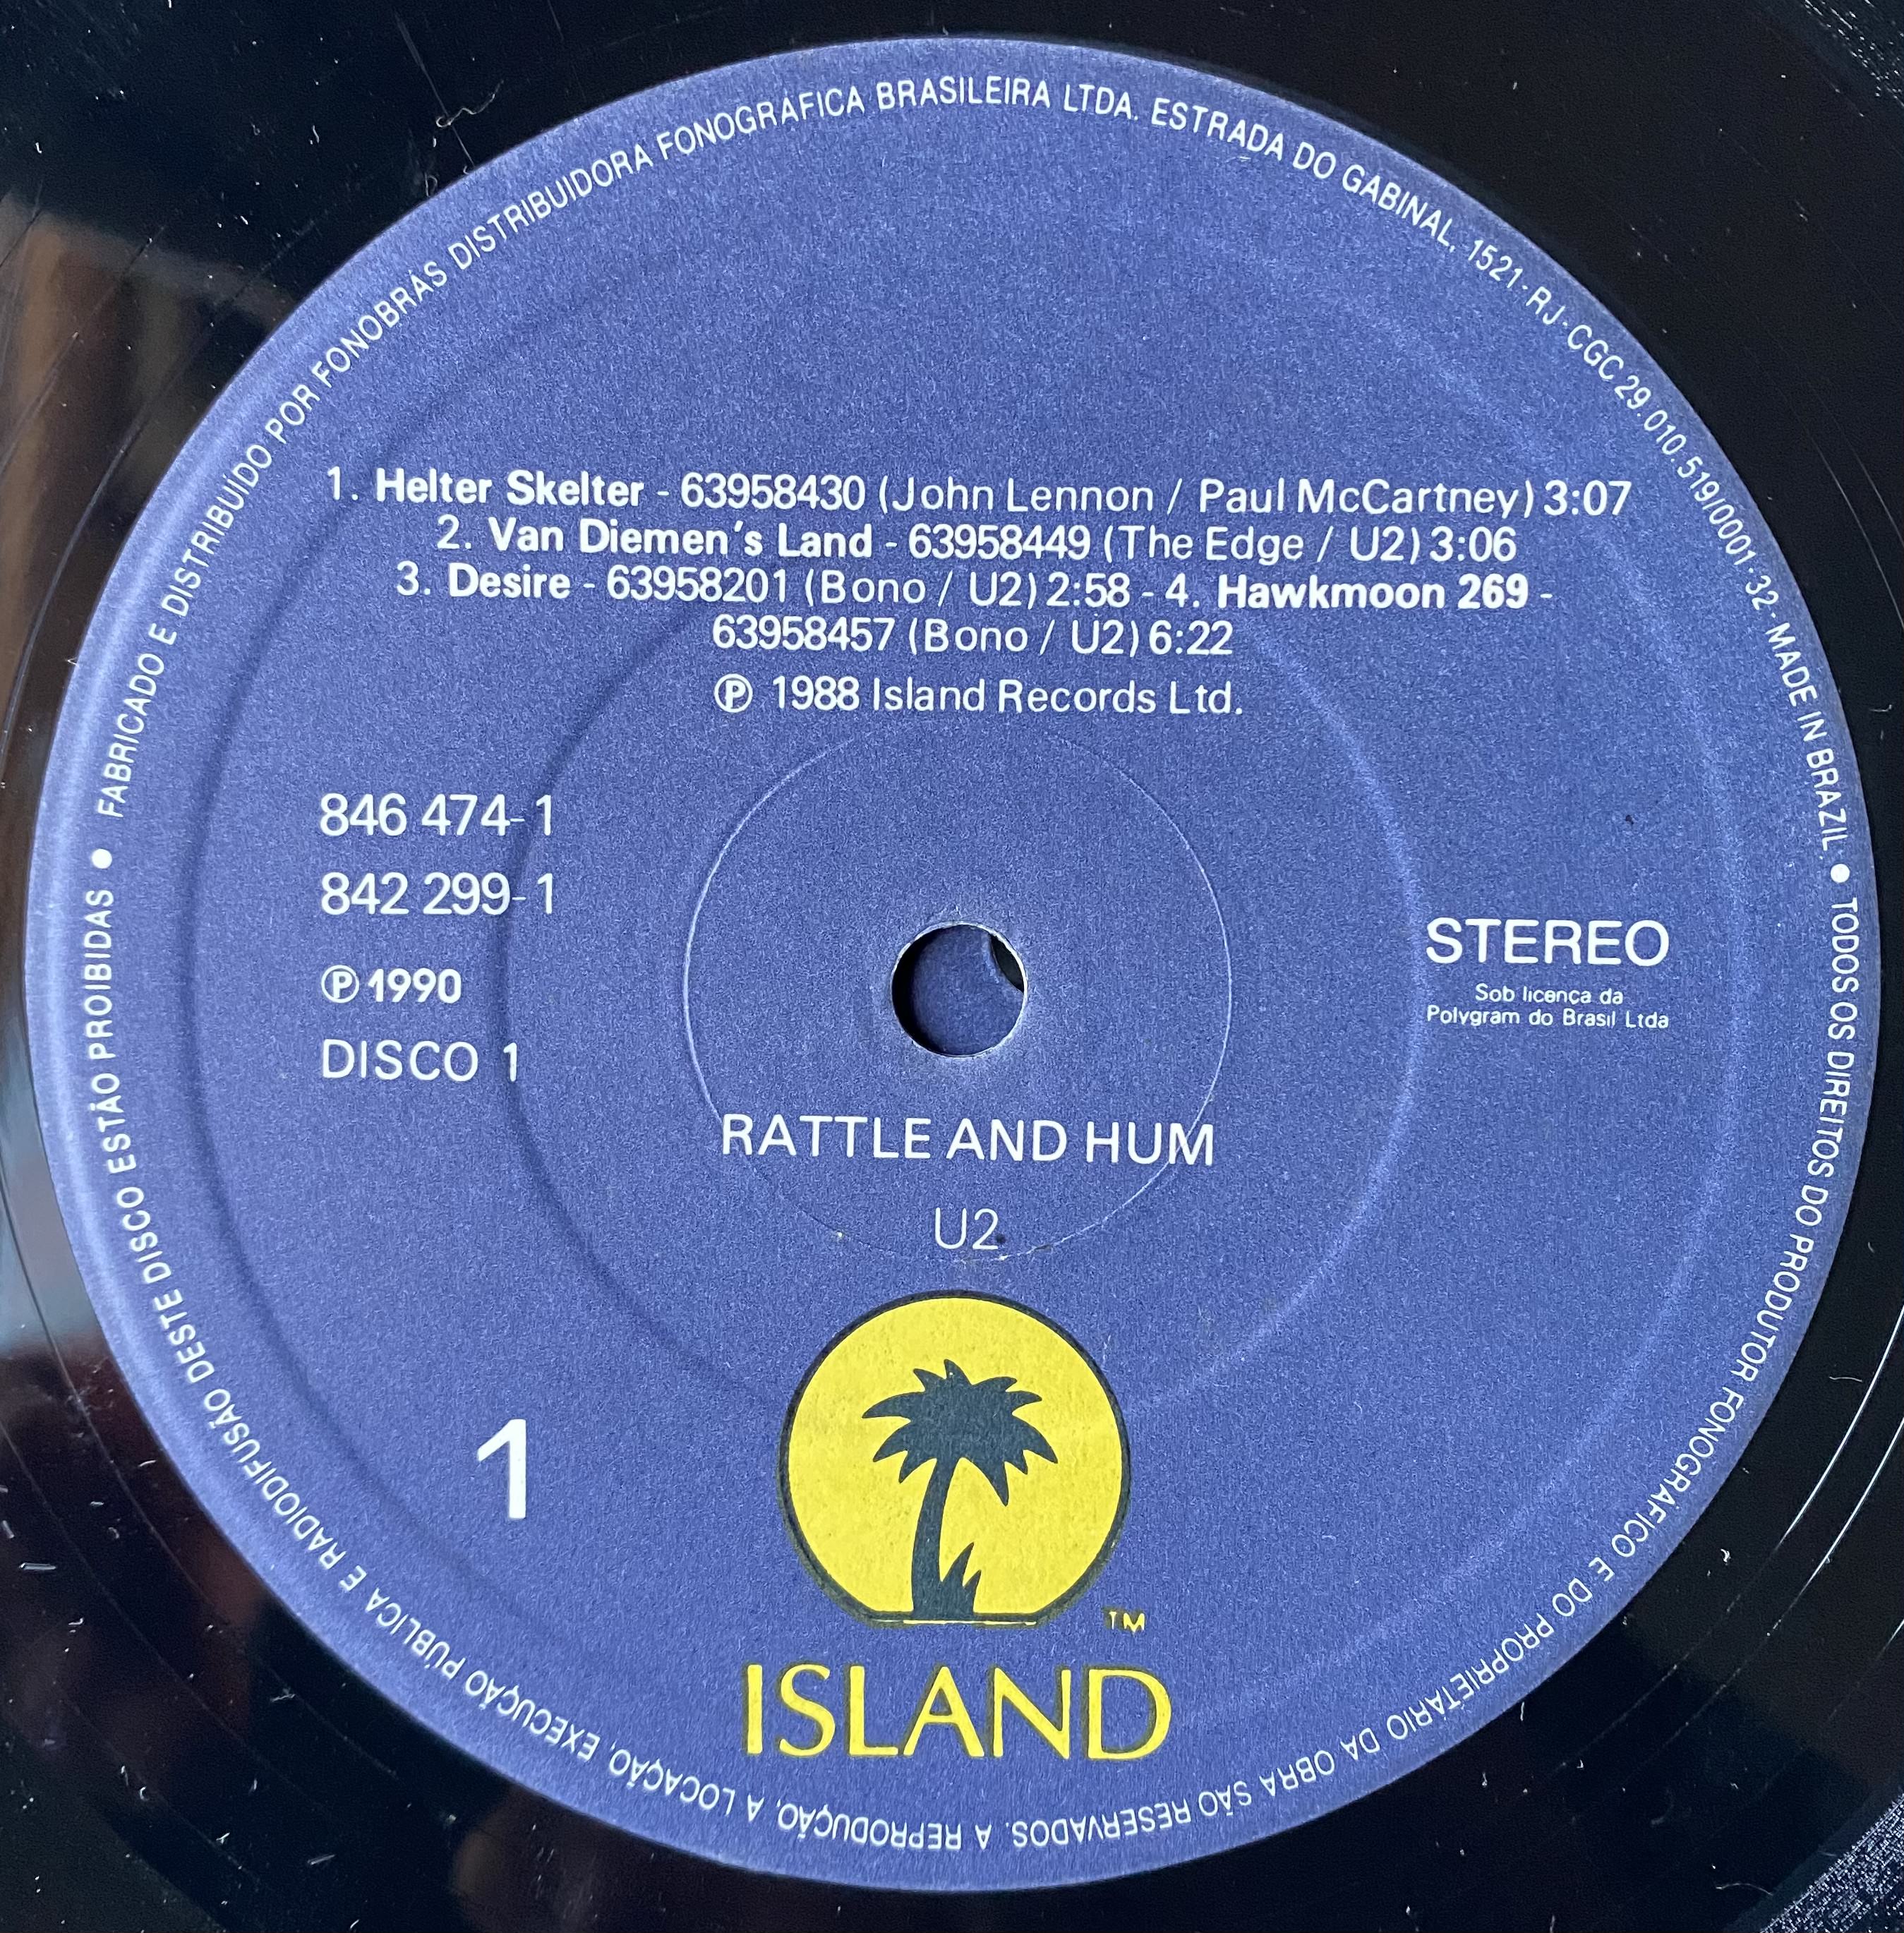 FABRICADO E DISTRIBUÍDO POR FONOBRÁS DISTRIBUIDORA FONOGRÁFICA BRASILEIRA LTDA. ESTRADA DO GABINAL, 1521 - RJ - CGC 29.010.519/0001-32 - MADE IN BRAZIL. ● TODOS OS DIREITOS DO PRODUTOR FONOGRÁFICO E DO PROPRIETÁRIO DA OBRA SÃO RESERVADOS. A REPRODUÇÃO, A LOCAÇÃO, EXECUÇÃO PÚBLICA E RADIODIFUSÃO DESTE DISCO ESTÃO PROIBIDAS ●
1. Helter Skelter - 63958430 (John Lennon / Paul McCartney) 3:07
2. Van Diemen's Land - 63958449 (The Edge / U2) 3:06
3. Desire - 63958201 (Bono / U2) 2:58 - 4. Hawkmoon 269 -
63958457 (Bono / U2) 6:22
℗ 1988 Island Records Ltd.
846 474-1
842 299-1
℗ 1990
DISCO 1
STEREO
Sob licença da
Polygram do Brasil Ltda
RATTLE AND HUM
U2
1
TM
ISLAND